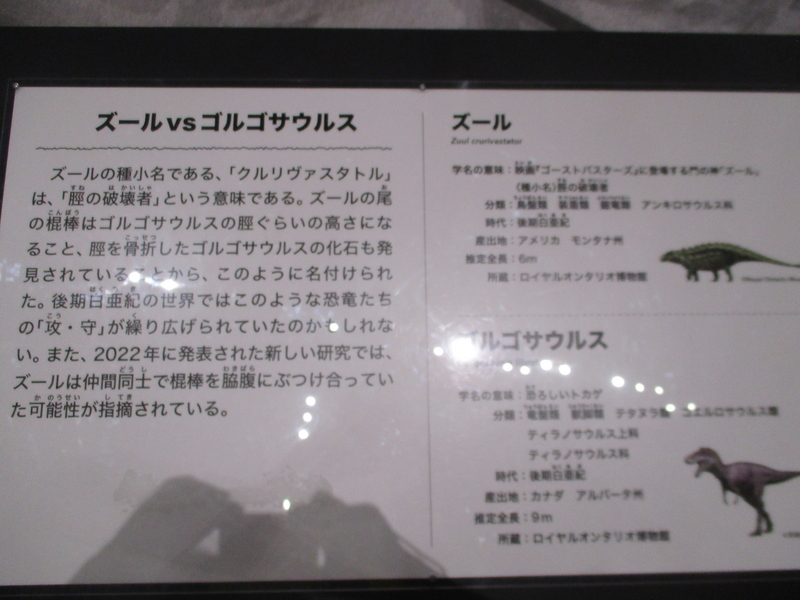 ズールvsゴルゴサウルス
ズールの種小名である、「クルリヴァスタトル」
は、「脛の破壊者」という意味である。ズールの尾
の棍棒はゴルゴサウルスの脛ぐらいの高さにな
ること、脛を骨折したゴルゴサウルスの化石も発
見されていることから、このように名付けられ
た。後期白亜紀の世界ではこのような恐竜たち
の「攻・守」が繰り広げられていたのかもしれな
い。また、2022年に発表された新しい研究では、
ズールは仲間同士で棍棒を脇腹にぶつけ合ってい
た可能性が指摘されている。
ズール
Zuul crurivastator
学名の意味：映画『ゴーストバスターズ』に登場する門の神「ズール」
(種小名)脛の破壊者
分類：鳥盤類 装盾類 鎧竜類 アンキロサウルス科
時代：後期白亜紀
産出地：アメリカ モンタナ州
推定全長：6m
所蔵：ロイヤルオンタリオ博物館
ゴルゴサウルス
学名の意味：恐ろしいトカゲ
分類：竜盤類 獣脚類 テタヌラ類 コエルロサウルス類
ティラノサウルス上科
ティラノサウルス科
時代：後期白亜紀
産出地：カナダ アルバータ州
推定全長：9m
所蔵：ロイヤルオンタリオ博物館